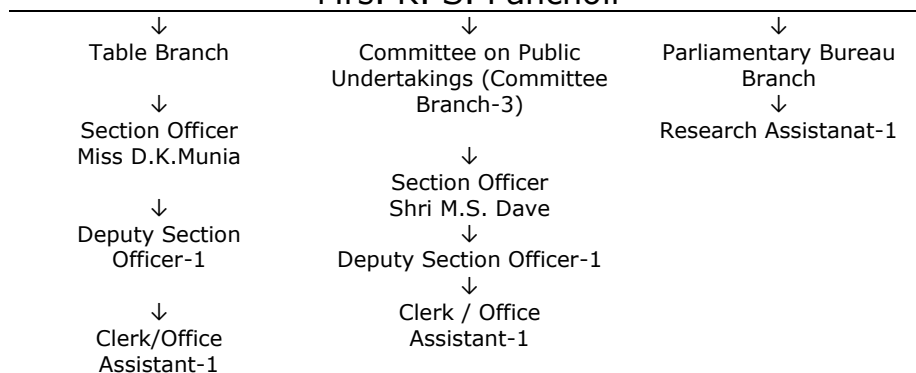 ↓
Table Branch
↓
Section Officer
Miss D.K.Munia
↓
Deputy Section
Officer-1
↓
Clerk/Office
Assistant-1
↓
Committee on Public
Undertakings (Committee
Branch-3)
↓
Section Officer
Shri M.S. Dave
↓
Deputy Section Officer-1
↓
Clerk / Office
Assistant-1
↓
Parliamentary Bureau
Branch
↓
Research Assistanat-1